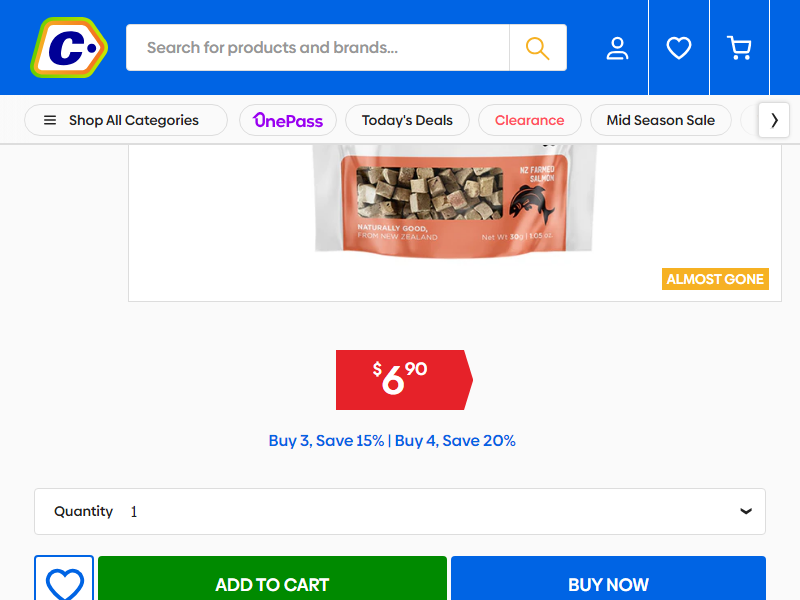 C
Search for products and brands...
Shop All Categories
OnePass
Today's Deals
Clearance
Mid Season Sale
NZ FARMED
SALMON
NATURALLY GOOD,
FROM NEW ZEALAND
Net Wt 30g | 1.05 oz
ALMOST GONE
$6.90
Buy 3, Save 15% | Buy 4, Save 20%
Quantity 1
ADD TO CART
BUY NOW